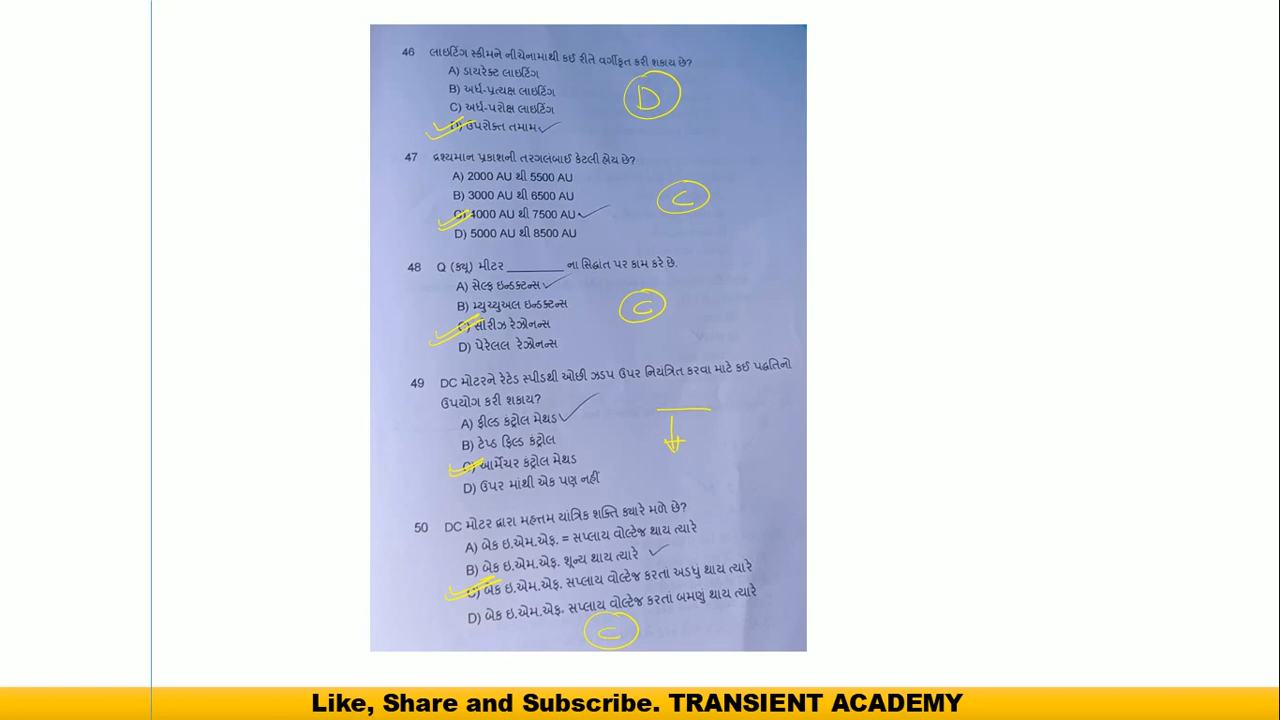 46 લાઇટિંગ સ્કીમને નીચેનામાંથી કઈ રીતે વર્ગીકૃત કરી શકાય છે?
A) ડાયરેક્ટ લાઇટિંગ
B) અર્ધ-પ્રત્યક્ષ લાઇટિંગ
C) અર્ધ-પરોક્ષ લાઇટિંગ
D) ઉપરોક્ત તમામ
D
47 દ્રશ્યમાન પ્રકાશની તરગલંબાઈ કેટલી હોય છે?
A) 2000 AU થી 5500 AU
B) 3000 AU થી 6500 AU
C) 4000 AU થી 7500 AU
D) 5000 AU થી 8500 AU
C
48 Q (ક્યૂ) મીટર ________ ના સિદ્ધાંત પર કામ કરે છે.
A) સેલ્ફ ઇન્ડક્ટન્સ
B) મ્યુચ્યુઅલ ઇન્ડક્ટન્સ
C) સીરીઝ રેઝોનન્સ
D) પેરેલલ રેઝોનન્સ
C
49 DC મોટરને રેટેડ સ્પીડથી ઓછી ઝડપ ઉપર નિયંત્રિત કરવા માટે કઈ પદ્ધતિનો
ઉપયોગ કરી શકાય?
A) ફીલ્ડ કંટ્રોલ મેથડ
B) ટેપ્ડ ફિલ્ડ કંટ્રોલ
C) આર્મેચર કંટ્રોલ મેથડ
D) ઉપર માંથી એક પણ નહીં
50 DC મોટર દ્વારા મહત્તમ યાંત્રિક શક્તિ ક્યારે મળે છે?
A) બેક ઇ.એમ.એફ. = સપ્લાય વોલ્ટેજ થાય ત્યારે
B) બેક ઇ.એમ.એફ. શૂન્ય થાય ત્યારે
C) બેક ઇ.એમ.એફ. સપ્લાય વોલ્ટેજ કરતાં અડધું થાય ત્યારે
D) બેક ઇ.એમ.એફ. સપ્લાય વોલ્ટેજ કરતાં બમણું થાય ત્યારે
C
Like, Share and Subscribe. TRANSIENT ACADEMY